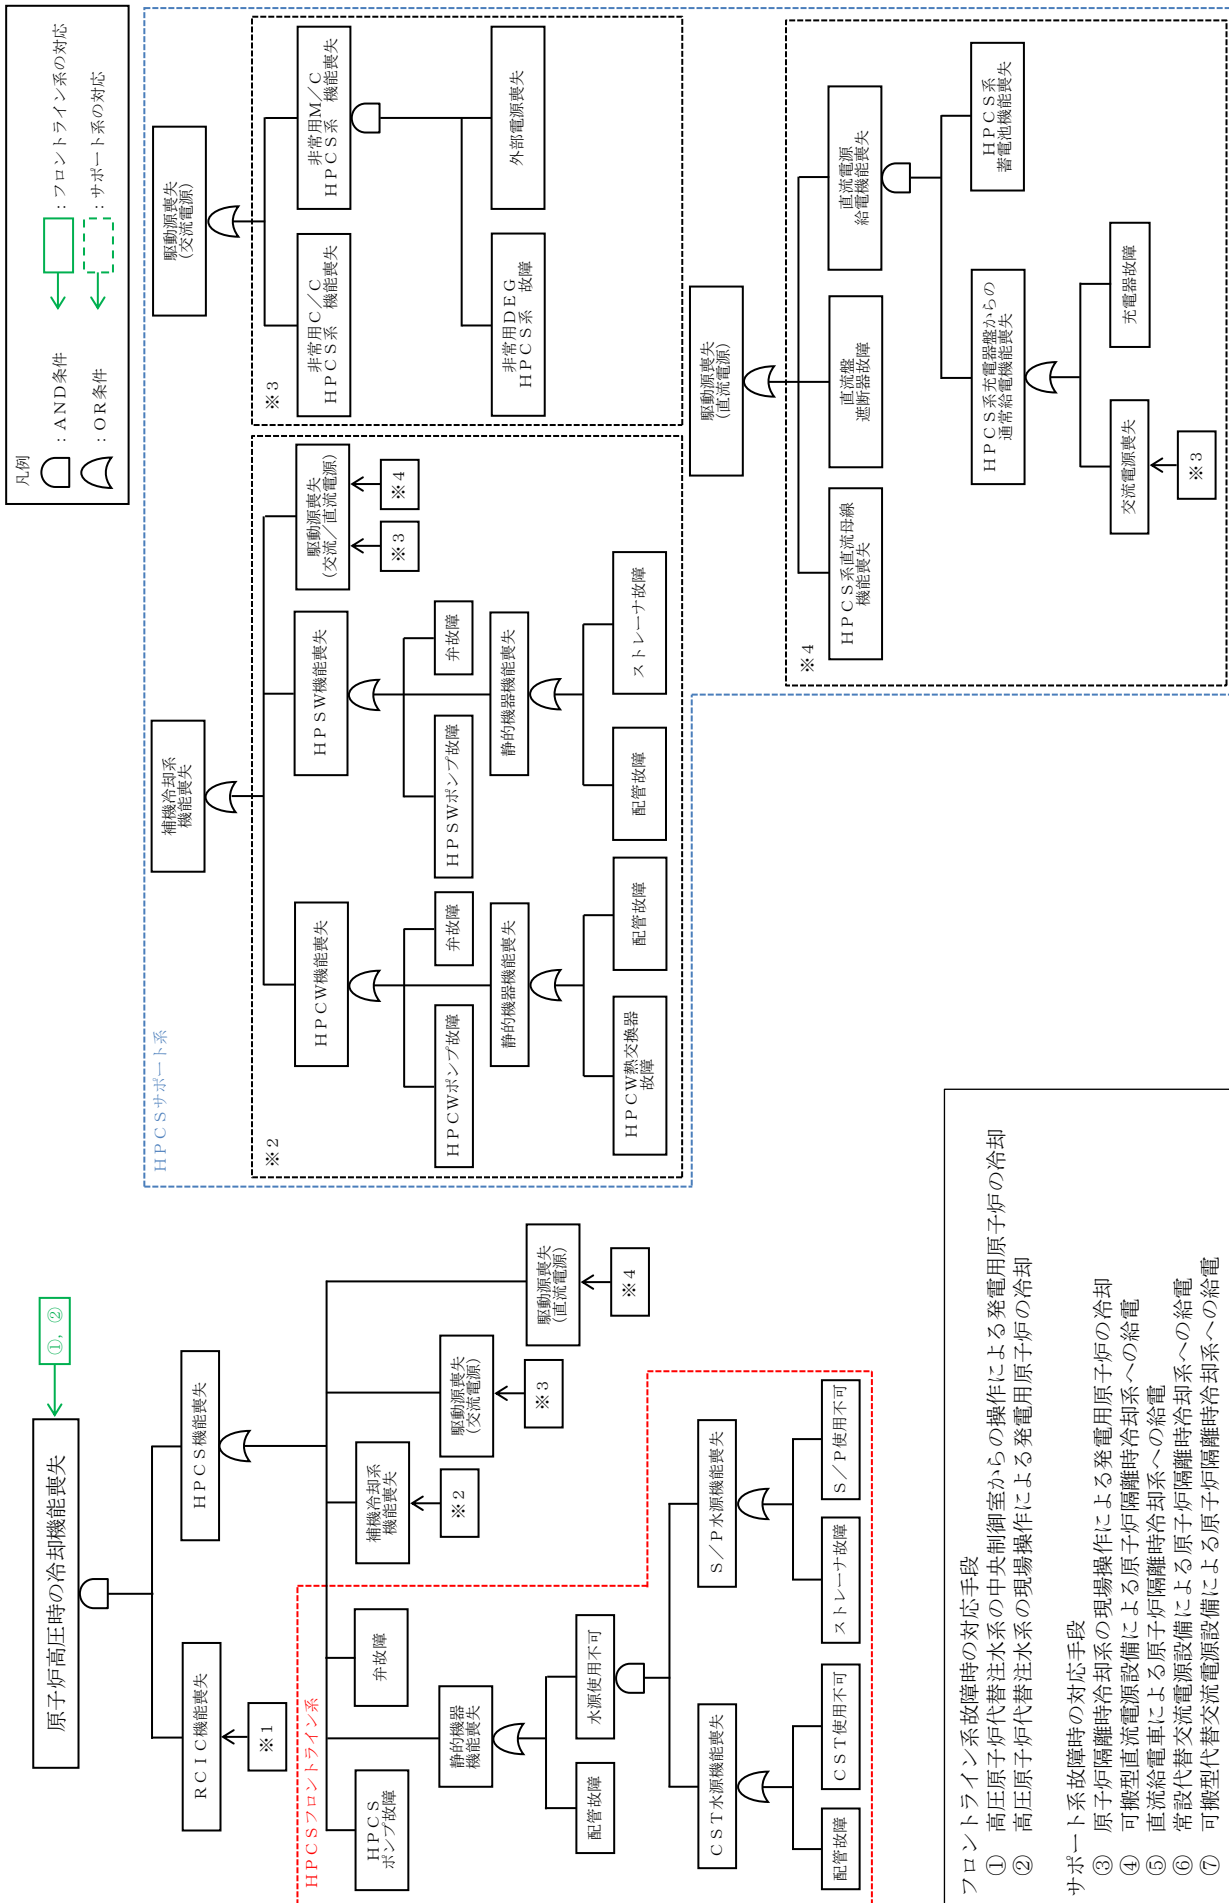 凡例
：AND条件
：OR条件
：フロントライン系の対応
：サポート系の対応
原子炉高圧時の冷却機能喪失
①，②
RCIC機能喪失
※1
HPCS機能喪失
HPCSフロントライン系
HPCS
ポンプ故障
弁故障
静的機器
機能喪失
配管故障
水源使用不可
CST水源機能喪失
配管故障
CST使用不可
S／P水源機能喪失
ストレーナ故障
S／P使用不可
補機冷却系
機能喪失
※2
駆動源喪失
(交流電源)
※3
駆動源喪失
(直流電源)
※4
HPCSサポート系
補機冷却系
機能喪失
※2
HPCW機能喪失
HPCWポンプ故障
弁故障
静的機器機能喪失
HPCW熱交換器
故障
配管故障
HPSW機能喪失
HPSWポンプ故障
弁故障
静的機器機能喪失
配管故障
ストレーナ故障
駆動源喪失
(交流／直流電源)
※3
※4
駆動源喪失
(交流電源)
※3
非常用C／C
HPCS系 機能喪失
非常用M／C
HPCS系 機能喪失
非常用DEG
HPCS系 故障
外部電源喪失
駆動源喪失
(直流電源)
※4
HPCS系直流母線
機能喪失
直流盤
遮断器故障
直流電源
給電機能喪失
HPCS系充電器盤からの
通常給電機能喪失
HPCS系
蓄電池機能喪失
交流電源喪失
※3
充電器故障
フロントライン系故障時の対応手段
① 高圧原子炉代替注水系の中央制御室からの操作による発電用原子炉の冷却
② 高圧原子炉代替注水系の現場操作による発電用原子炉の冷却
サポート系故障時の対応手段
③ 原子炉隔離時冷却系の現場操作による発電用原子炉の冷却
④ 可搬型直流電源設備による原子炉隔離時冷却系への給電
⑤ 直流給電車による原子炉隔離時冷却系への給電
⑥ 常設代替交流電源設備による原子炉隔離時冷却系への給電
⑦ 可搬型代替交流電源設備による原子炉隔離時冷却系への給電